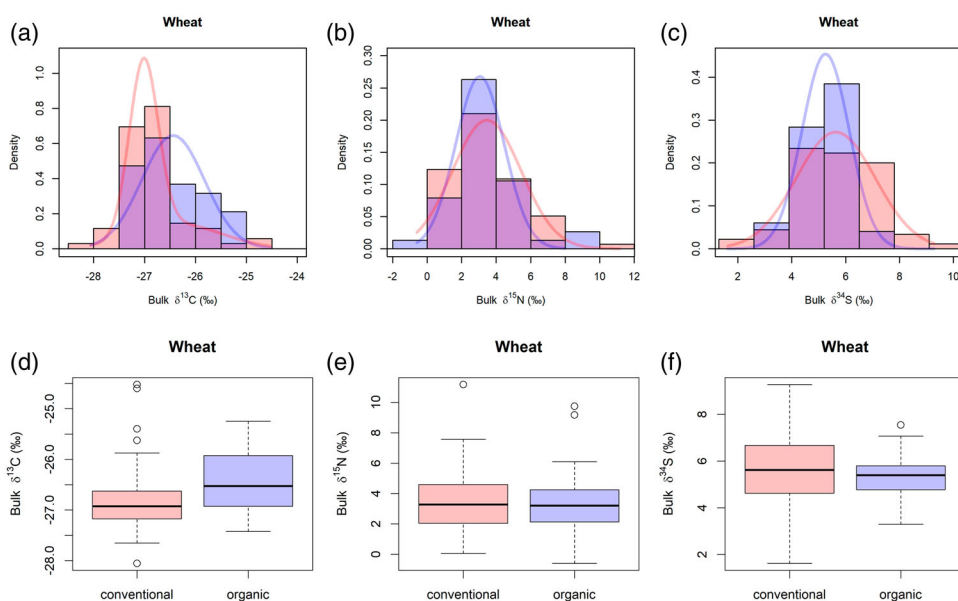 (a)
Wheat
Density
0.0 0.2 0.4 0.6 0.8 1.0
-28 -27 -26 -25 -24
Bulk δ¹³C (‰)
(b)
Wheat
Density
0.00 0.05 0.10 0.15 0.20 0.25 0.30
-2 0 2 4 6 8 10 12
Bulk δ¹⁵N (‰)
(c)
Wheat
Density
0.0 0.1 0.2 0.3 0.4
2 4 6 8 10
Bulk δ³⁴S (‰)
(d)
Wheat
Bulk δ¹³C (‰)
-28.0 -27.0 -26.0 -25.0
conventional organic
(e)
Wheat
Bulk δ¹⁵N (‰)
0 2 4 6 8 10
conventional organic
(f)
Wheat
Bulk δ³⁴S (‰)
2 4 6 8
conventional organic